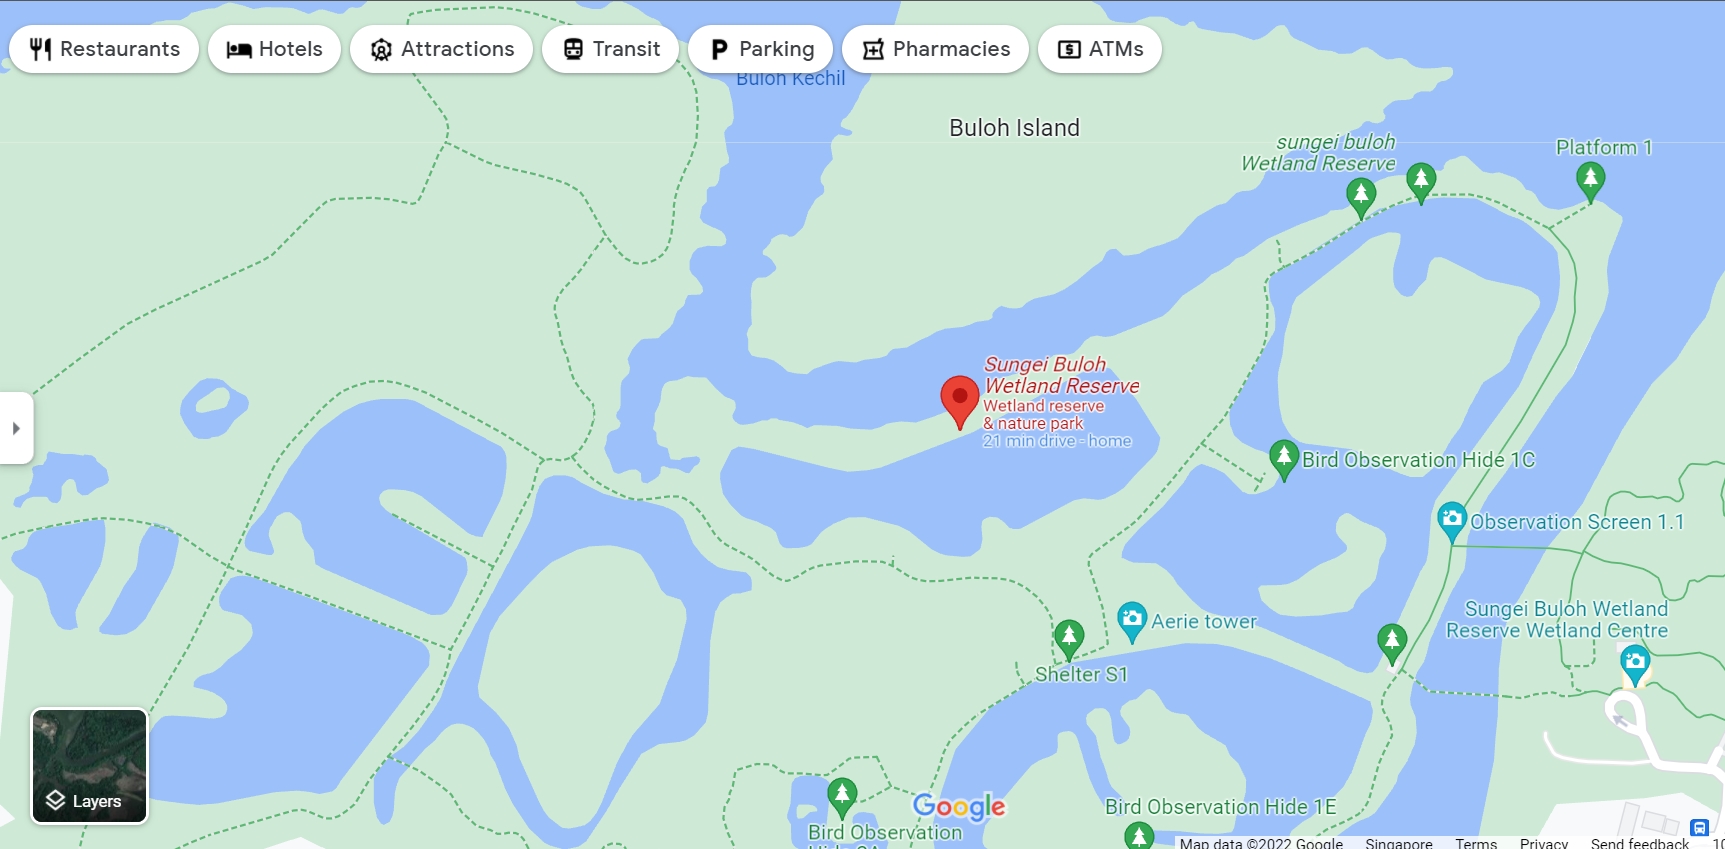 Restaurants
Hotels
Attractions
Transit
Parking
Pharmacies
ATMs
Buloh Kechil
Buloh Island
sungei buloh
Wetland Reserve
Platform 1
Sungei Buloh
Wetland Reserve
Wetland reserve
& nature park
21 min drive - home
Bird Observation Hide 1C
Observation Screen 1.1
Sungei Buloh Wetland
Reserve Wetland Centre
Aerie tower
Shelter S1
Layers
Google
Bird Observation Hide 1E
Bird Observation
Map data ©2022 Google
Singapore
Terms
Privacy
Send feedback